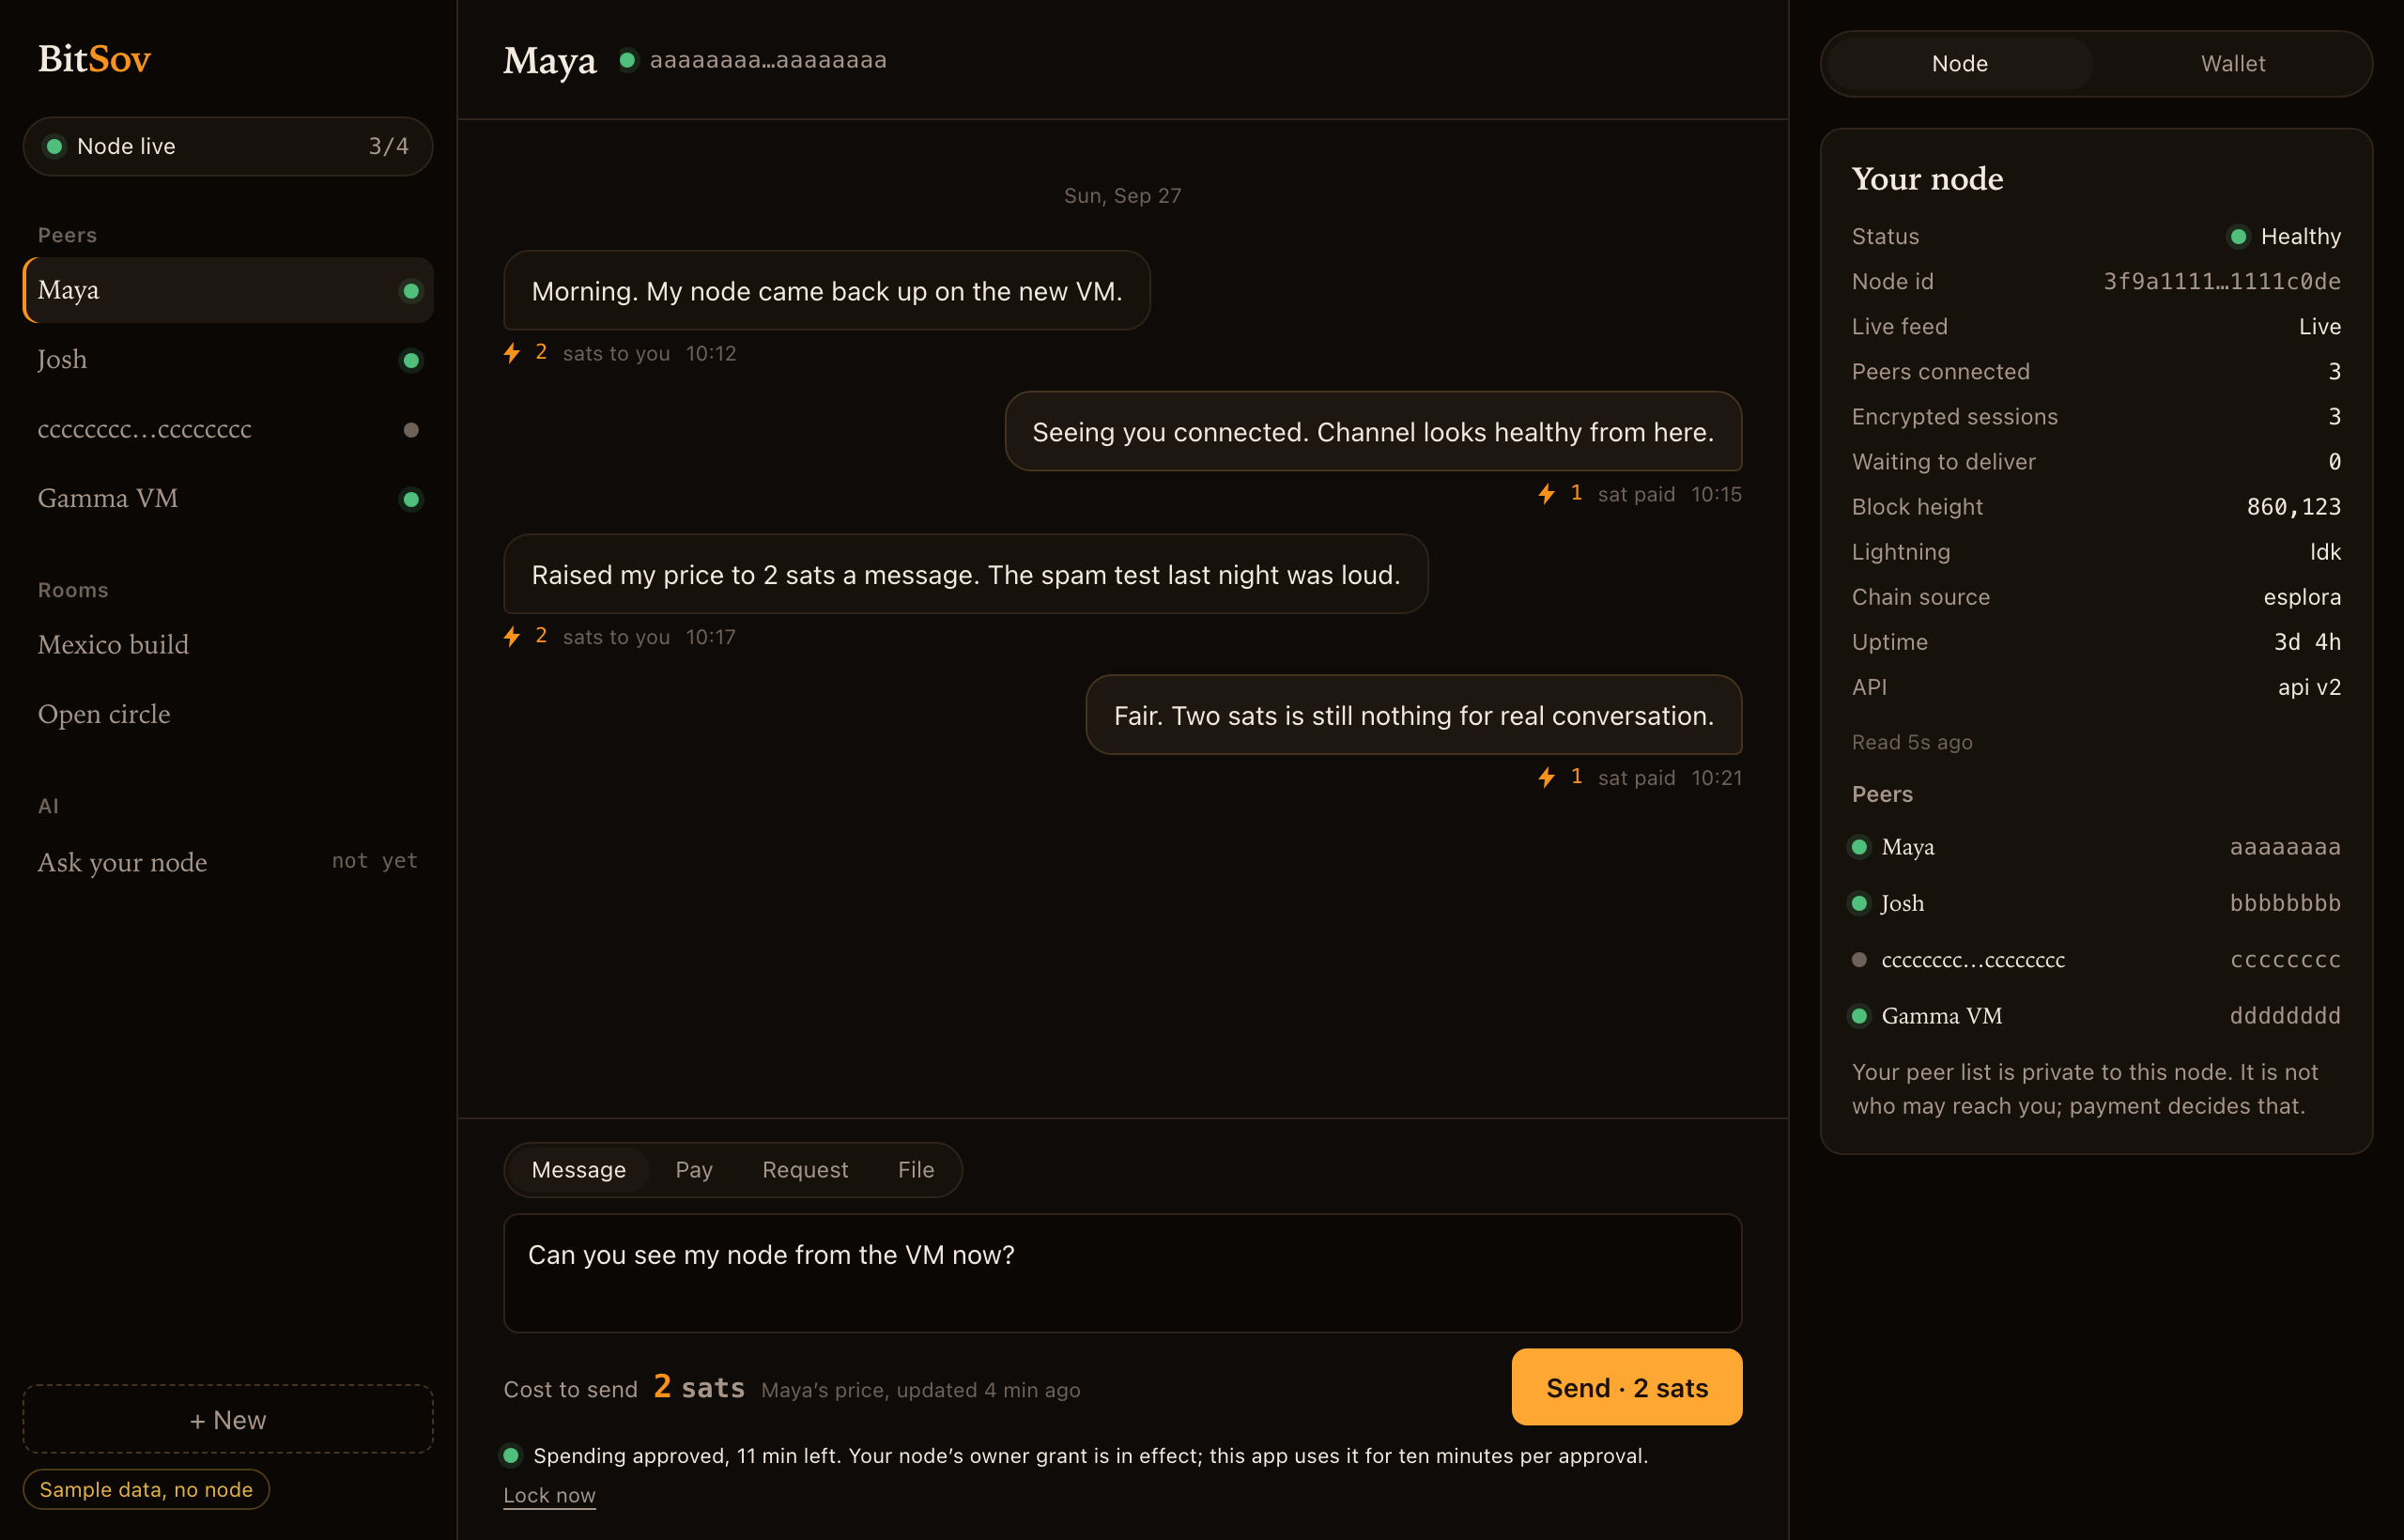 BitSov
Node live 3/4
Peers
Maya
Josh
cccccccc…cccccccc
Gamma VM
Rooms
Mexico build
Open circle
AI
Ask your node not yet
+ New
Sample data, no node
Maya aaaaaaaa…aaaaaaaa
Sun, Sep 27
Morning. My node came back up on the new VM.
2 sats to you 10:12
Seeing you connected. Channel looks healthy from here.
1 sat paid 10:15
Raised my price to 2 sats a message. The spam test last night was loud.
2 sats to you 10:17
Fair. Two sats is still nothing for real conversation.
1 sat paid 10:21
Message Pay Request File
Can you see my node from the VM now?
Cost to send 2 sats Maya’s price, updated 4 min ago
Send · 2 sats
Spending approved, 11 min left. Your node’s owner grant is in effect; this app uses it for ten minutes per approval.
Lock now
Node Wallet
Your node
Status Healthy
Node id 3f9a1111…1111c0de
Live feed Live
Peers connected 3
Encrypted sessions 3
Waiting to deliver 0
Block height 860,123
Lightning ldk
Chain source esplora
Uptime 3d 4h
API api v2
Read 5s ago
Peers
Maya aaaaaaaa
Josh bbbbbbbb
cccccccc…cccccccc cccccccc
Gamma VM dddddddd
Your peer list is private to this node. It is not
who may reach you; payment decides that.